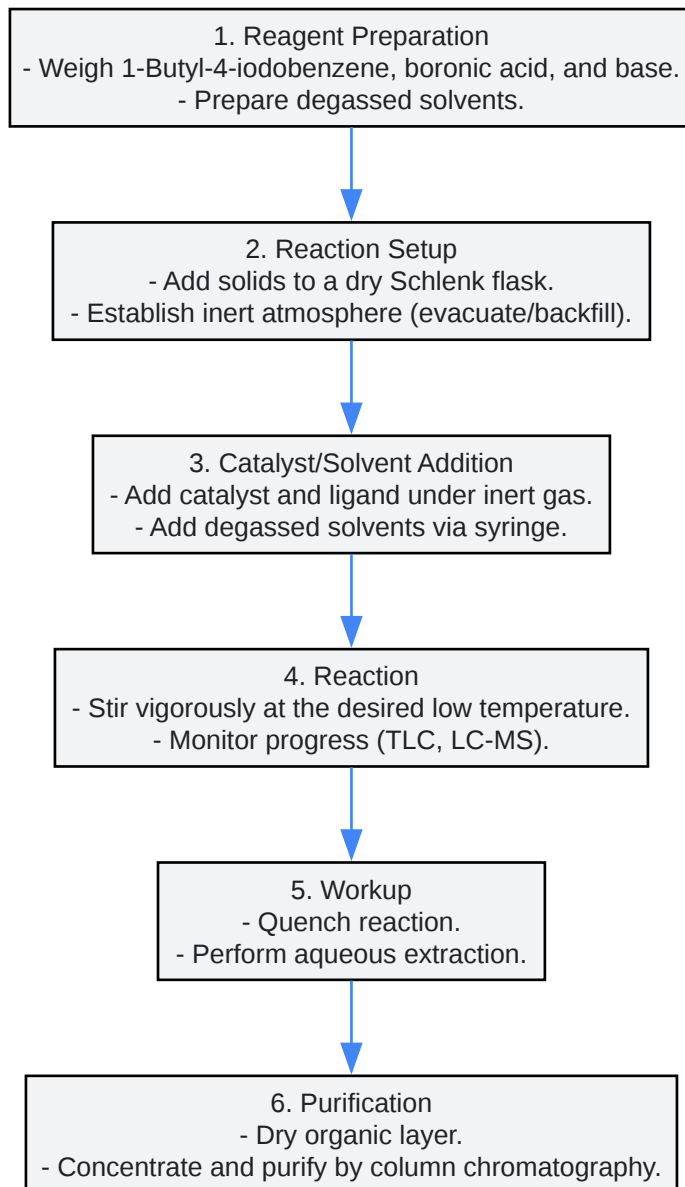 1. Reagent Preparation
- Weigh 1-Butyl-4-iodobenzene, boronic acid, and base.
- Prepare degassed solvents.
2. Reaction Setup
- Add solids to a dry Schlenk flask.
- Establish inert atmosphere (evacuate/backfill).
3. Catalyst/Solvent Addition
- Add catalyst and ligand under inert gas.
- Add degassed solvents via syringe.
4. Reaction
- Stir vigorously at the desired low temperature.
- Monitor progress (TLC, LC-MS).
5. Workup
- Quench reaction.
- Perform aqueous extraction.
6. Purification
- Dry organic layer.
- Concentrate and purify by column chromatography.